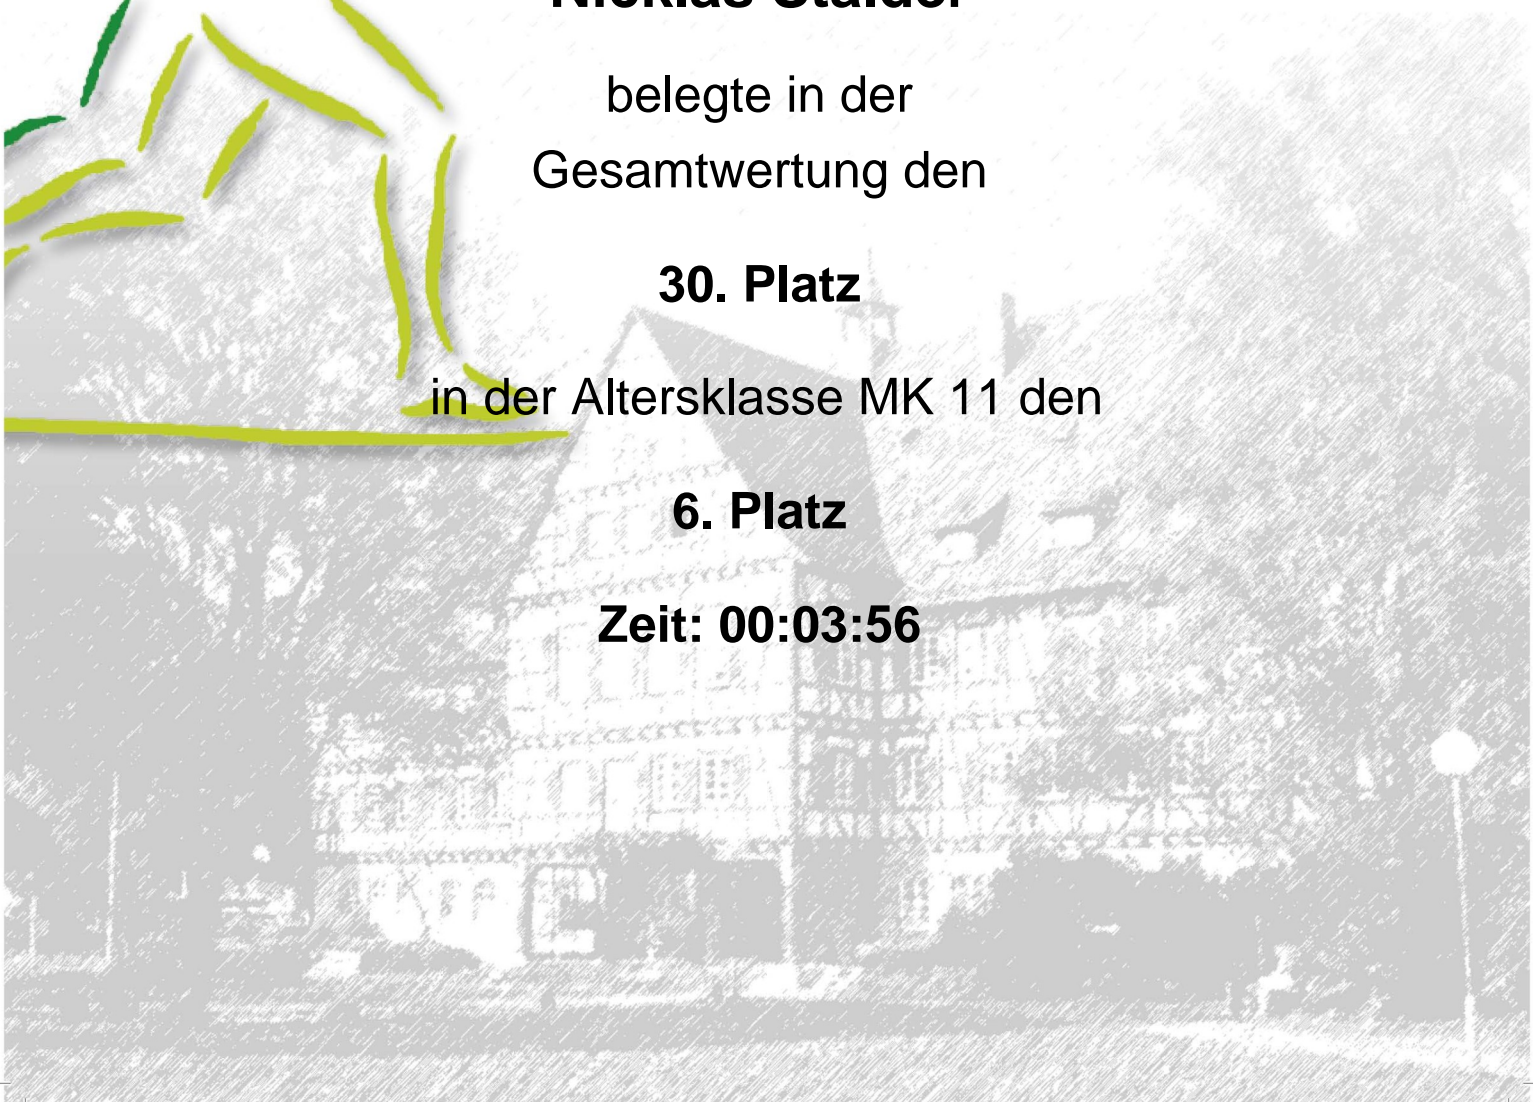 belegte in der
Gesamtwertung den
30. Platz
in der Altersklasse MK 11 den
6. Platz
Zeit: 00:03:56